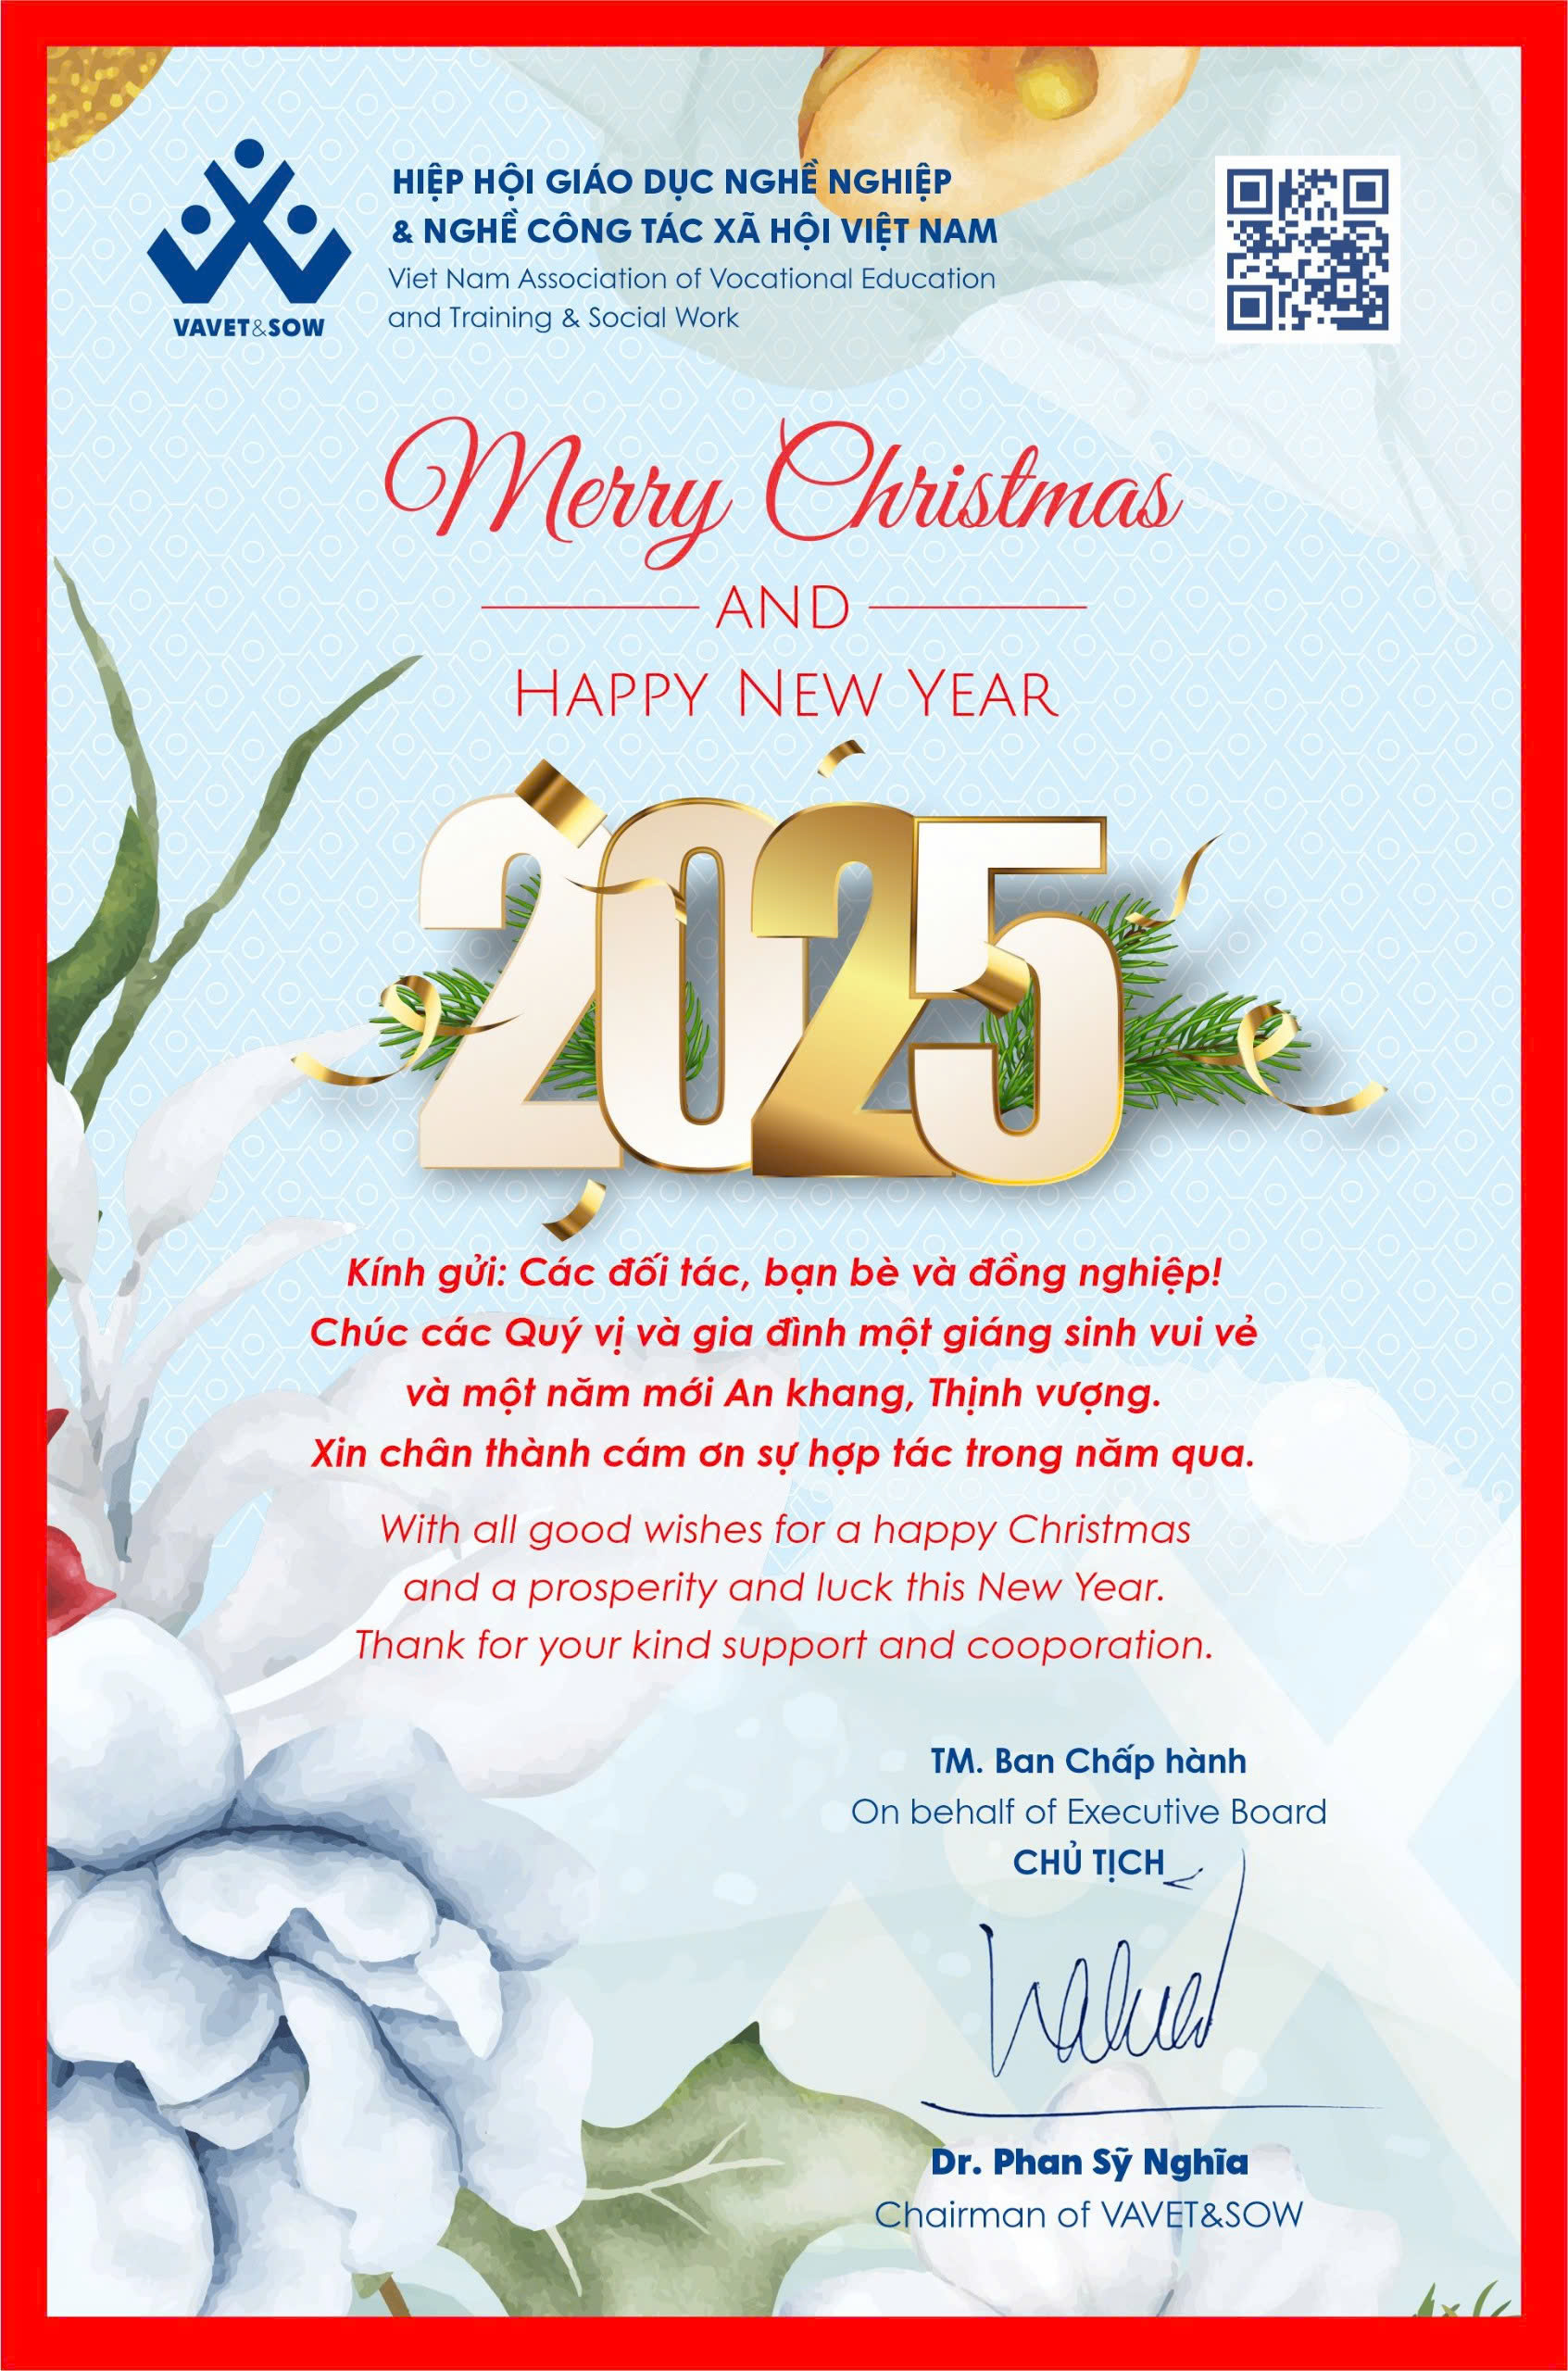 HIỆP HỘI GIÁO DỤC NGHỀ NGHIỆP
& NGHỀ CÔNG TÁC XÃ HỘI VIỆT NAM
Viet Nam Association of Vocational Education
and Training & Social Work
VAVET&SOW
Merry Christmas
AND
HAPPY NEW YEAR
2025
Kính gửi: Các đối tác, bạn bè và đồng nghiệp!
Chúc các Quý vị và gia đình một giáng sinh vui vẻ
và một năm mới An khang, Thịnh vượng.
Xin chân thành cám ơn sự hợp tác trong năm qua.
With all good wishes for a happy Christmas
and a prosperity and luck this New Year.
Thank for your kind support and cooporation.
TM. Ban Chấp hành
On behalf of Executive Board
CHỦ TỊCH
Dr. Phan Sỹ Nghĩa
Chairman of VAVET&SOW